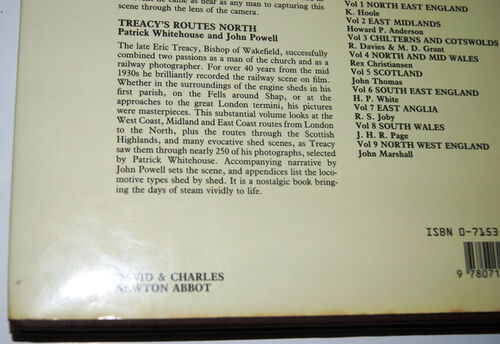 he came as near as any man to capturing this
scene through the lens of the camera.
TREACY'S ROUTES NORTH
Patrick Whitehouse and John Powell
The late Eric Treacy, Bishop of Wakefield, successfully
combined two passions as a man of the church and as a
railway photographer. For over 40 years from the mid
1930s he brilliantly recorded the railway scene on film.
Whether in the surroundings of the engine sheds in his
first parish, on the Fells around Shap, or at the
approaches to the great London termini, his pictures
were masterpieces. This substantial volume looks at the
West Coast, Midland and East Coast routes from London
to the North, plus the routes through the Scottish
Highlands, and many evocative shed scenes, as Treacy
saw them through nearly 250 of his photographs, selected
by Patrick Whitehouse. Accompanying narrative by
John Powell sets the scene, and appendices list the loco-
motive types shed by shed. It is a nostalgic book bring-
ing the days of steam vividly to life.
& CHARLES
NEWTON ABBOT
Vol 1 NORTH EAST ENGLAND
K. Hoole
Vol 2 EAST MIDLANDS
Howard P. Anderson
Vol 3 CHILTERNS AND COTSWOLDS
R. Davies & M. D. Grant
Vol 4 NORTH AND MID WALES
Rex Christiansen
Vol 5 SCOTLAND
John Thomas
Vol 6 SOUTH EAST ENGLAND
H. P. White
Vol 7 EAST ANGLIA
R. S. Joby
Vol 8 SOUTH WALES
J. H. R. Page
Vol 9 NORTH WEST ENGLAND
John Marshall
ISBN 0-7153-
9 78071